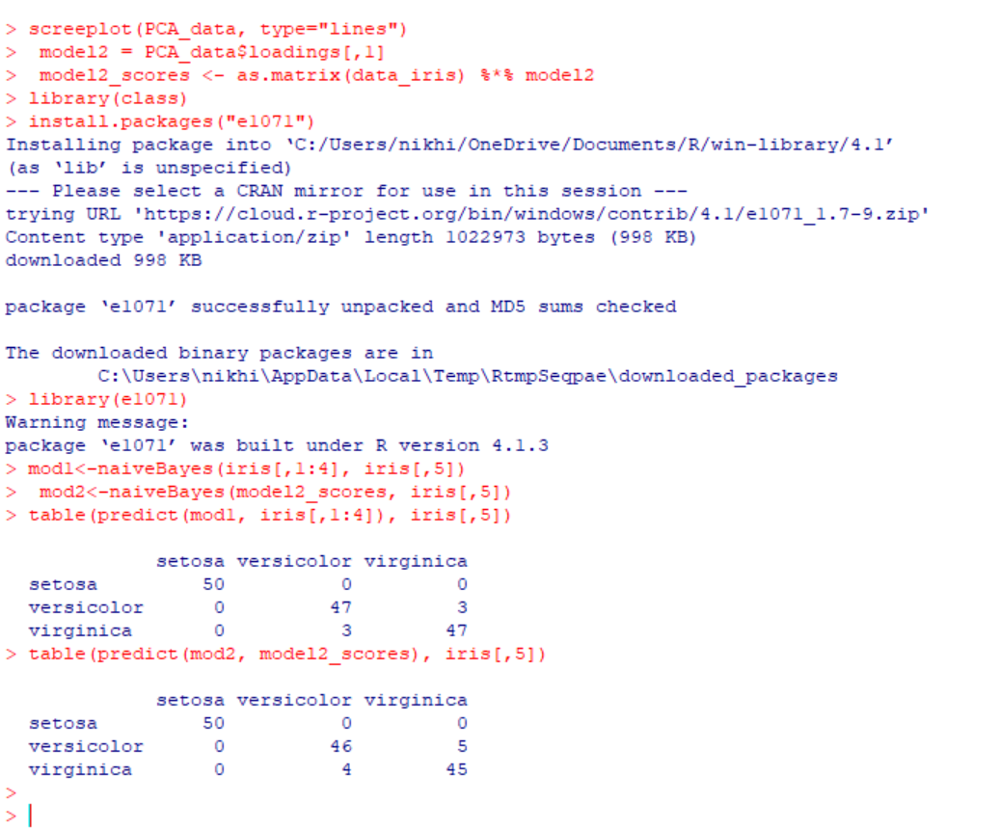 > screeplot(PCA_data, type="lines")
>  model2 = PCA_data$loadings[,1]
>  model2_scores <- as.matrix(data_iris) %*% model2
> library(class)
> install.packages("e1071")
Installing package into ‘C:/Users/nikhi/OneDrive/Documents/R/win-library/4.1’
(as ‘lib’ is unspecified)
--- Please select a CRAN mirror for use in this session ---
trying URL 'https://cloud.r-project.org/bin/windows/contrib/4.1/e1071_1.7-9.zip'
Content type 'application/zip' length 1022973 bytes (998 KB)
downloaded 998 KB

package ‘e1071’ successfully unpacked and MD5 sums checked

The downloaded binary packages are in
        C:\Users\nikhi\AppData\Local\Temp\RtmpSeqpae\downloaded_packages
> library(e1071)
Warning message:
package ‘e1071’ was built under R version 4.1.3
> mod1<-naiveBayes(iris[,1:4], iris[,5])
>  mod2<-naiveBayes(model2_scores, iris[,5])
> table(predict(mod1, iris[,1:4]), iris[,5])

             setosa versicolor virginica
  setosa         50          0         0
  versicolor      0         47         3
  virginica       0          3        47
> table(predict(mod2, model2_scores), iris[,5])

             setosa versicolor virginica
  setosa         50          0         0
  versicolor      0         46         5
  virginica       0          4        45
>
>